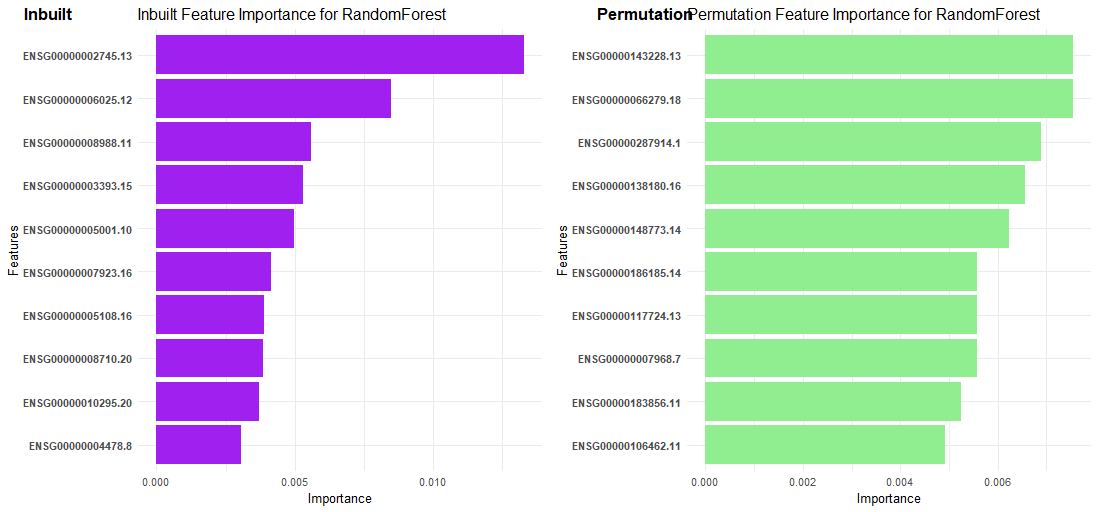 Inbuilt
Inbuilt Feature Importance for RandomForest
Features
ENSG00000002745.13
ENSG00000006025.12
ENSG00000008988.11
ENSG00000003393.15
ENSG00000005001.10
ENSG00000007923.16
ENSG00000005108.16
ENSG00000008710.20
ENSG00000010295.20
ENSG00000004478.8
0.000 0.005 0.010
Importance
Permutation
Permutation Feature Importance for RandomForest
Features
ENSG00000143228.13
ENSG00000066279.18
ENSG00000287914.1
ENSG00000138180.16
ENSG00000148773.14
ENSG00000186185.14
ENSG00000117724.13
ENSG00000007968.7
ENSG00000183856.11
ENSG00000106462.11
0.000 0.002 0.004 0.006
Importance